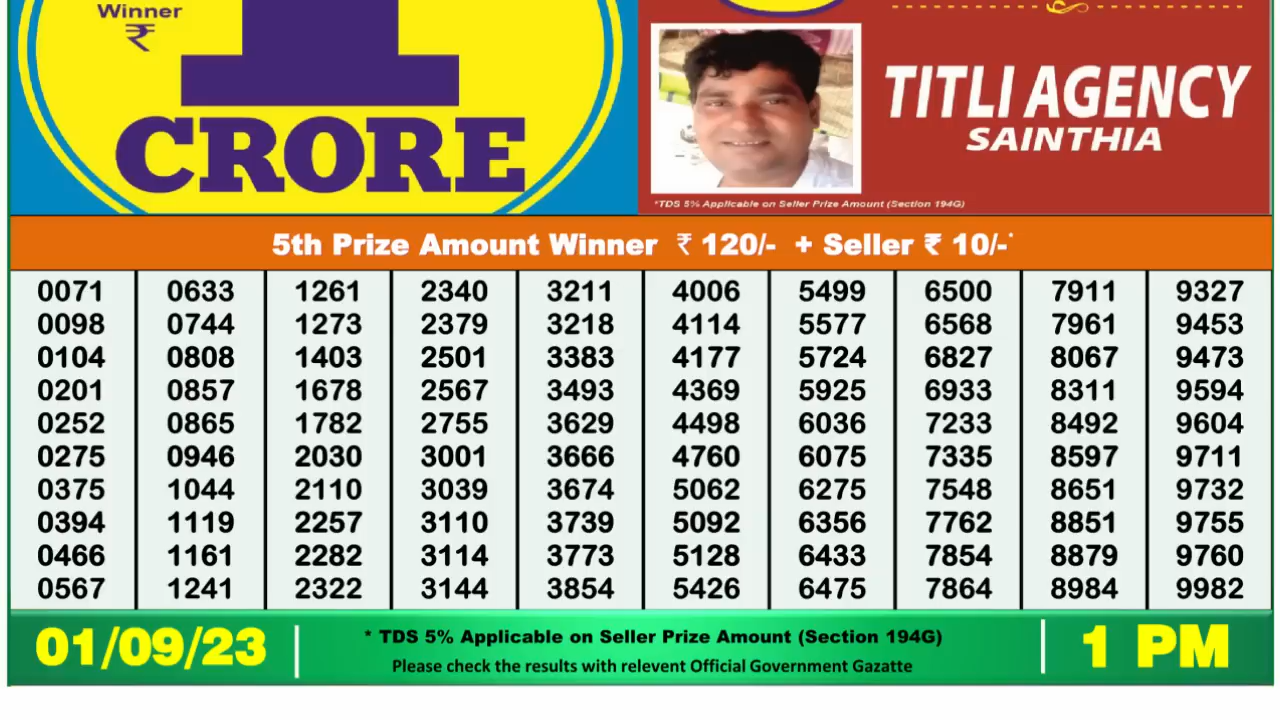 Winner
₹
1
CRORE
TITLI AGENCY
SAINTHIA
*TDS 5% Applicable on Seller Prize Amount (Section 194G)
5th Prize Amount Winner ₹ 120/- + Seller ₹ 10/-*
0071 0633 1261 2340 3211 4006 5499 6500 7911 9327
0098 0744 1273 2379 3218 4114 5577 6568 7961 9453
0104 0808 1403 2501 3383 4177 5724 6827 8067 9473
0201 0857 1678 2567 3493 4369 5925 6933 8311 9594
0252 0865 1782 2755 3629 4498 6036 7233 8492 9604
0275 0946 2030 3001 3666 4760 6075 7335 8597 9711
0375 1044 2110 3039 3674 5062 6275 7548 8651 9732
0394 1119 2257 3110 3739 5092 6356 7762 8851 9755
0466 1161 2282 3114 3773 5128 6433 7854 8879 9760
0567 1241 2322 3144 3854 5426 6475 7864 8984 9982
01/09/23
* TDS 5% Applicable on Seller Prize Amount (Section 194G)
Please check the results with relevent Official Government Gazatte
1 PM